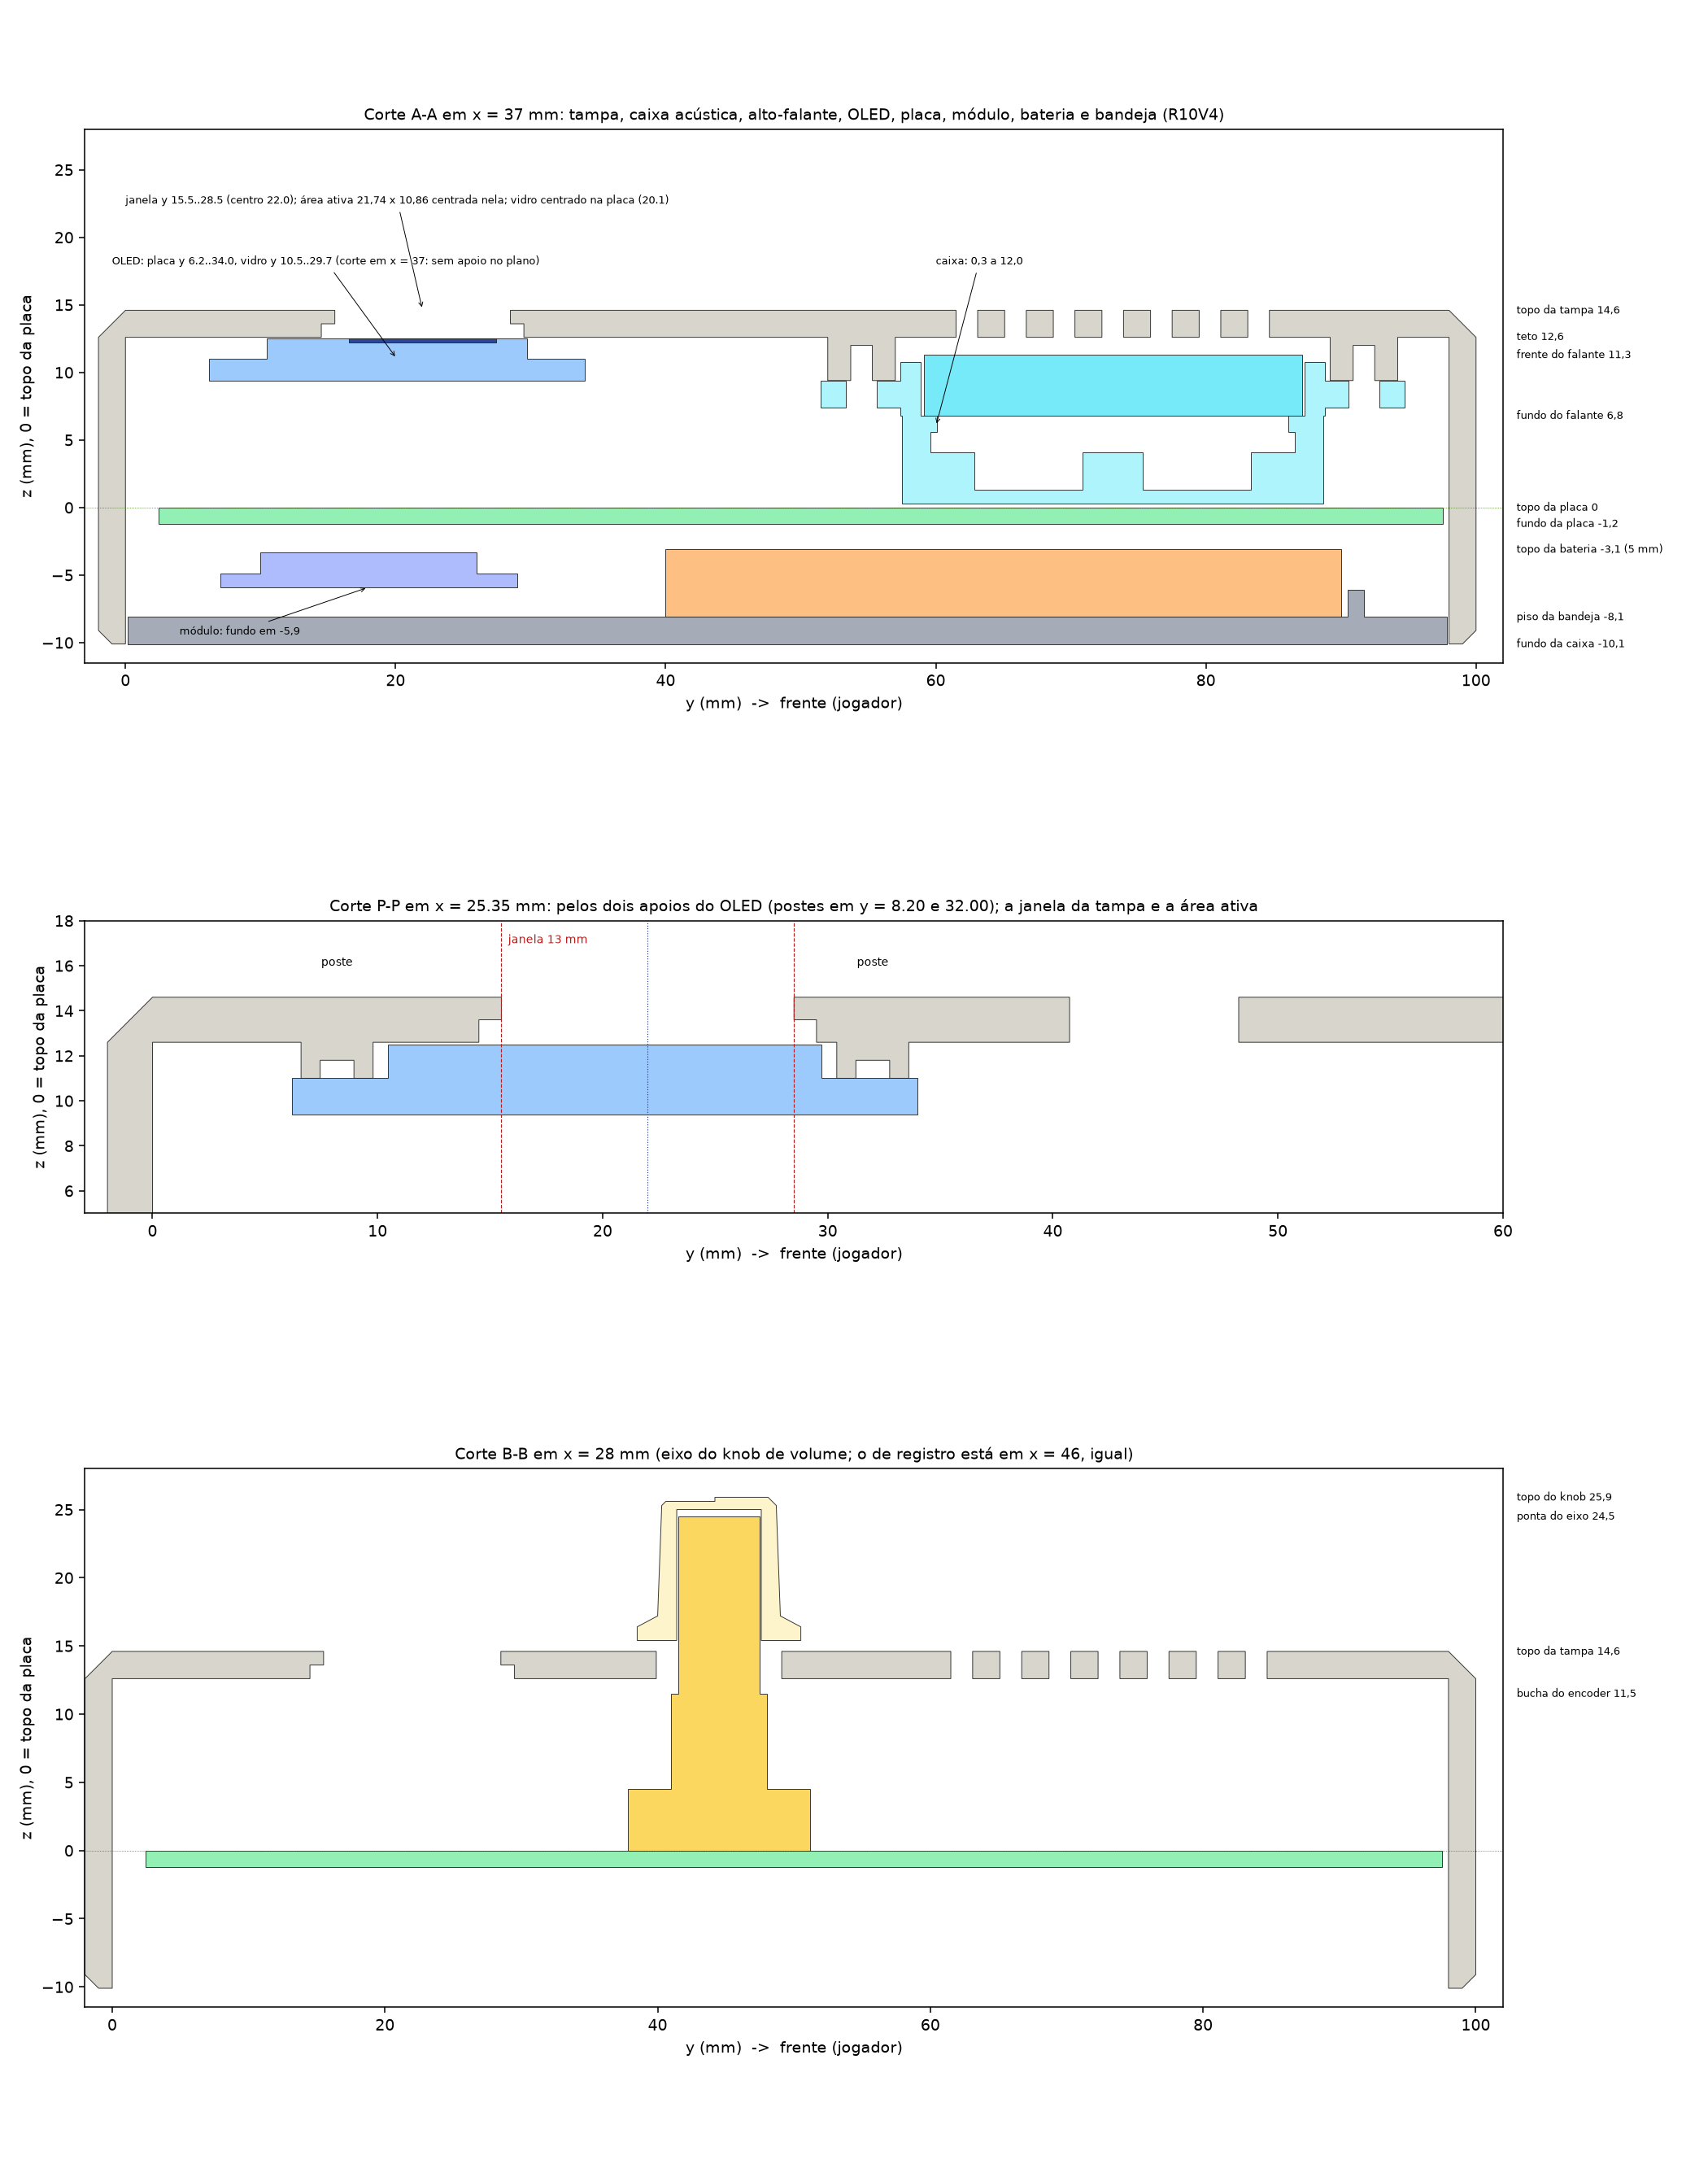 Corte A-A em x = 37 mm: tampa, caixa acústica, alto-falante, OLED, placa, módulo, bateria e bandeja (R10V4)
25
janela y 15.5..28.5 (centro 22.0); área ativa 21,74 x 10,86 centrada nela; vidro centrado na placa (20.1)
20
OLED: placa y 6.2..34.0, vidro y 10.5..29.7 (corte em x = 37: sem apoio no plano)
caixa: 0,3 a 12,0
15
topo da tampa 14,6
teto 12,6
frente do falante 11,3
10
fundo do falante 6,8
5
z (mm), 0 = topo da placa
0
topo da placa 0
fundo da placa -1,2
topo da bateria -3,1 (5 mm)
−5
piso da bandeja -8,1
módulo: fundo em -5,9
−10
fundo da caixa -10,1
0 20 40 60 80 100
y (mm) -> frente (jogador)
Corte P-P em x = 25.35 mm: pelos dois apoios do OLED (postes em y = 8.20 e 32.00); a janela da tampa e a área ativa
18
janela 13 mm
16
poste poste
14
12
z (mm), 0 = topo da placa
10
8
6
0 10 20 30 40 50 60
y (mm) -> frente (jogador)
Corte B-B em x = 28 mm (eixo do knob de volume; o de registro está em x = 46, igual)
topo do knob 25,9
25
ponta do eixo 24,5
20
15
topo da tampa 14,6
bucha do encoder 11,5
10
5
z (mm), 0 = topo da placa
0
−5
−10
0 20 40 60 80 100
y (mm) -> frente (jogador)